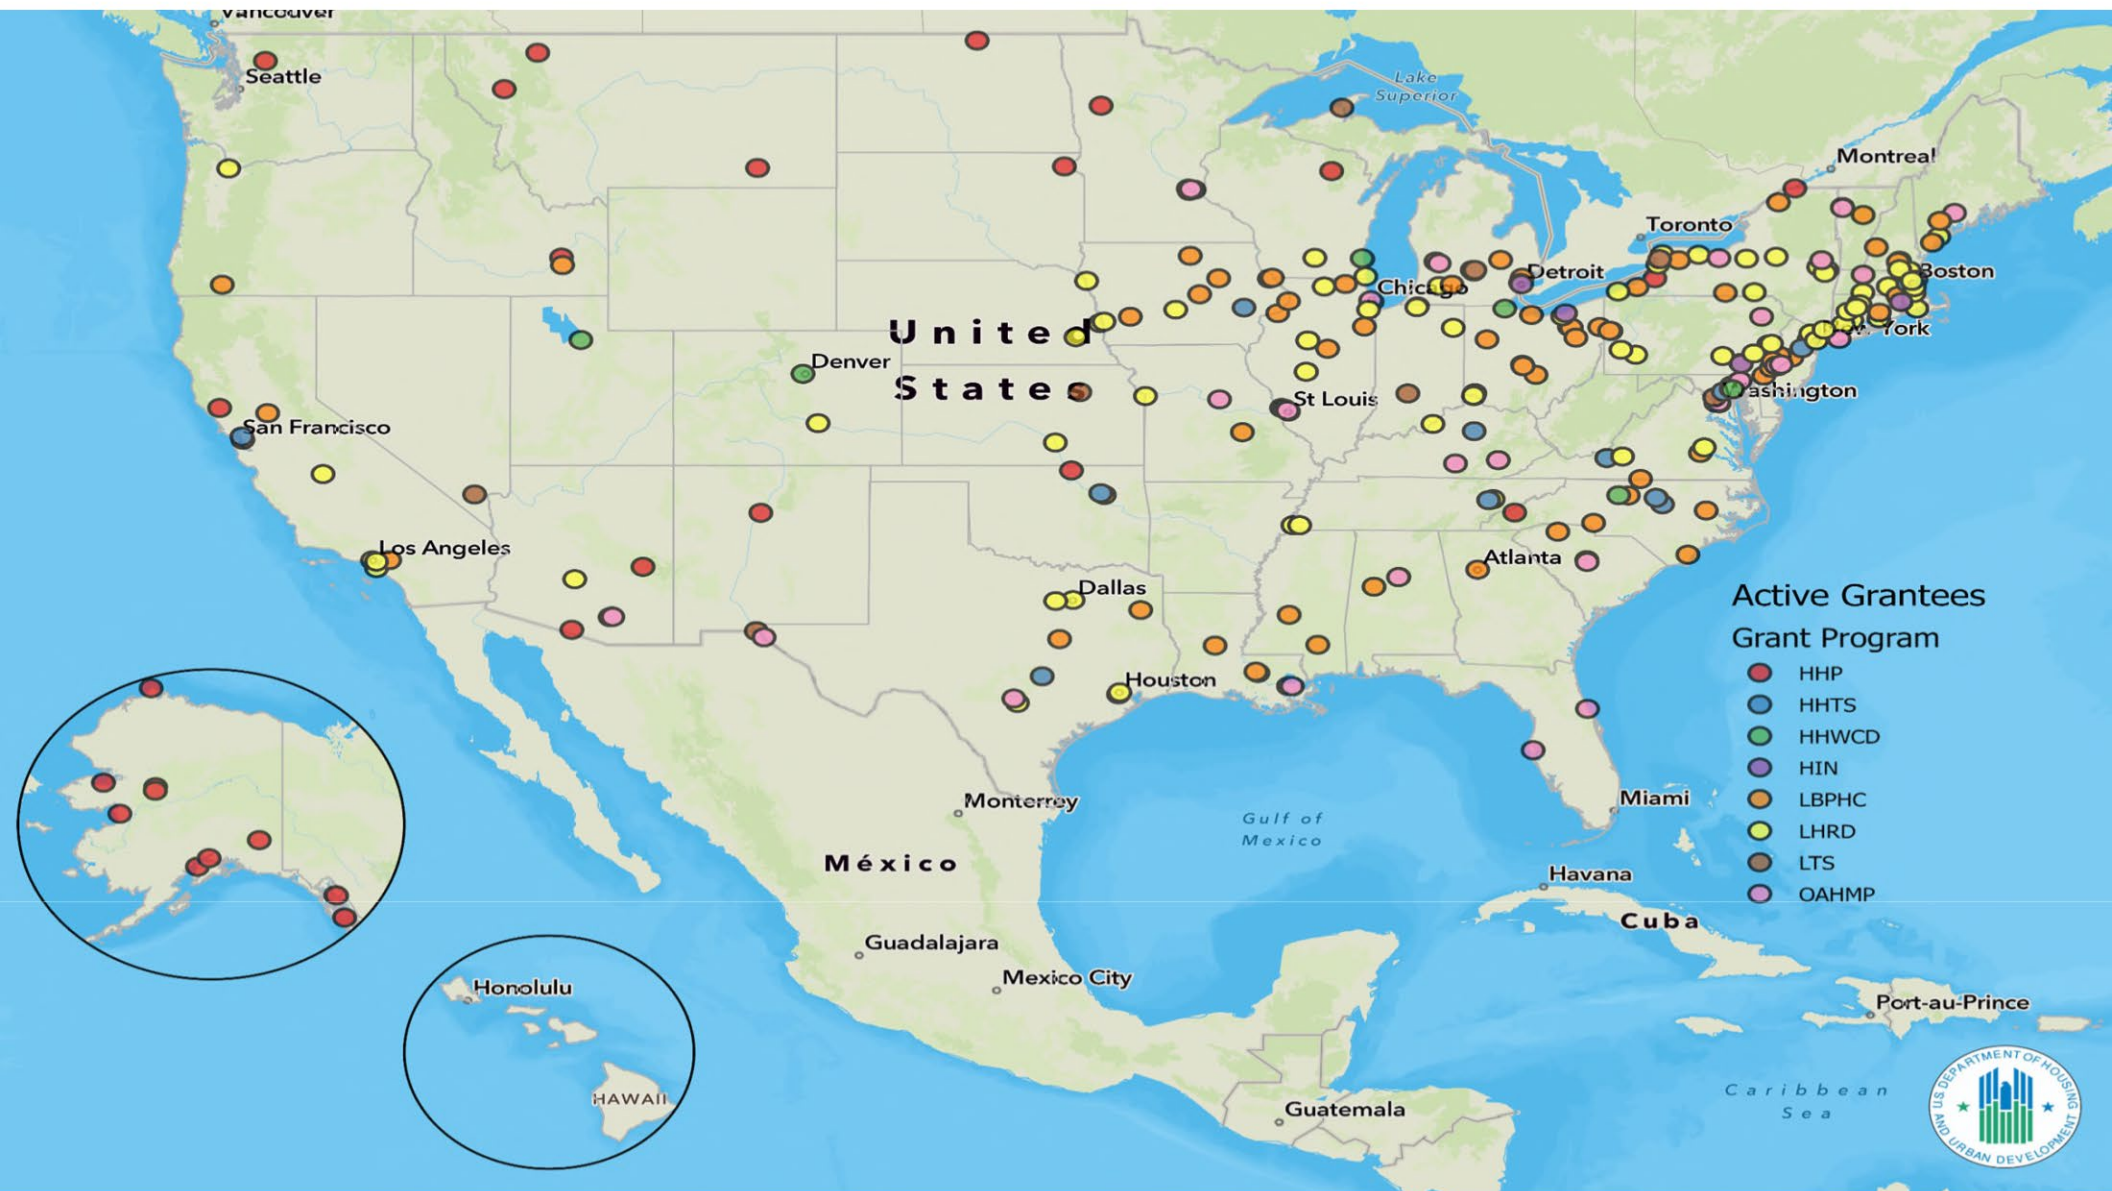 Vancouver
Seattle
Lake
Superior
Montreal
Toronto
Boston
Detroit
Chicago
New York
United
States
Denver
St Louis
Washington
San Francisco
Los Angeles
Atlanta
Dallas
Houston
Active Grantees
Grant Program
HHP
HHTS
HHWCD
HIN
LBPHC
LHRD
LTS
OAHMP
Miami
Monterrey
Gulf of
Mexico
México
Havana
Cuba
Guadalajara
Mexico City
Honolulu
HAWAII
Port-au-Prince
Guatemala
Caribbean
Sea
U.S. DEPARTMENT OF HOUSING
AND URBAN DEVELOPMENT